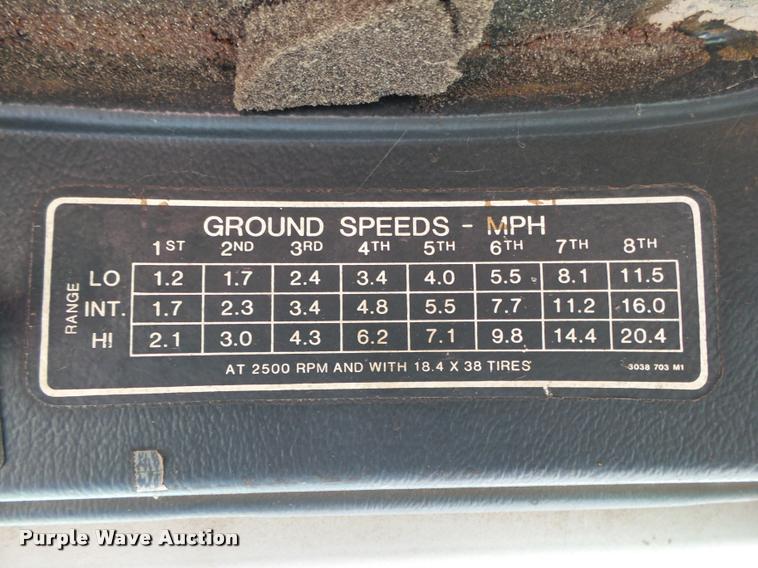 GROUND SPEEDS - MPH
1ST 2ND 3RD 4TH 5TH 6TH 7TH 8TH
RANGE
LO 1.2 1.7 2.4 3.4 4.0 5.5 8.1 11.5
INT. 1.7 2.3 3.4 4.8 5.5 7.7 11.2 16.0
HI 2.1 3.0 4.3 6.2 7.1 9.8 14.4 20.4
AT 2500 RPM AND WITH 18.4 X 38 TIRES 3038 703 M1
Purple Wave Auction